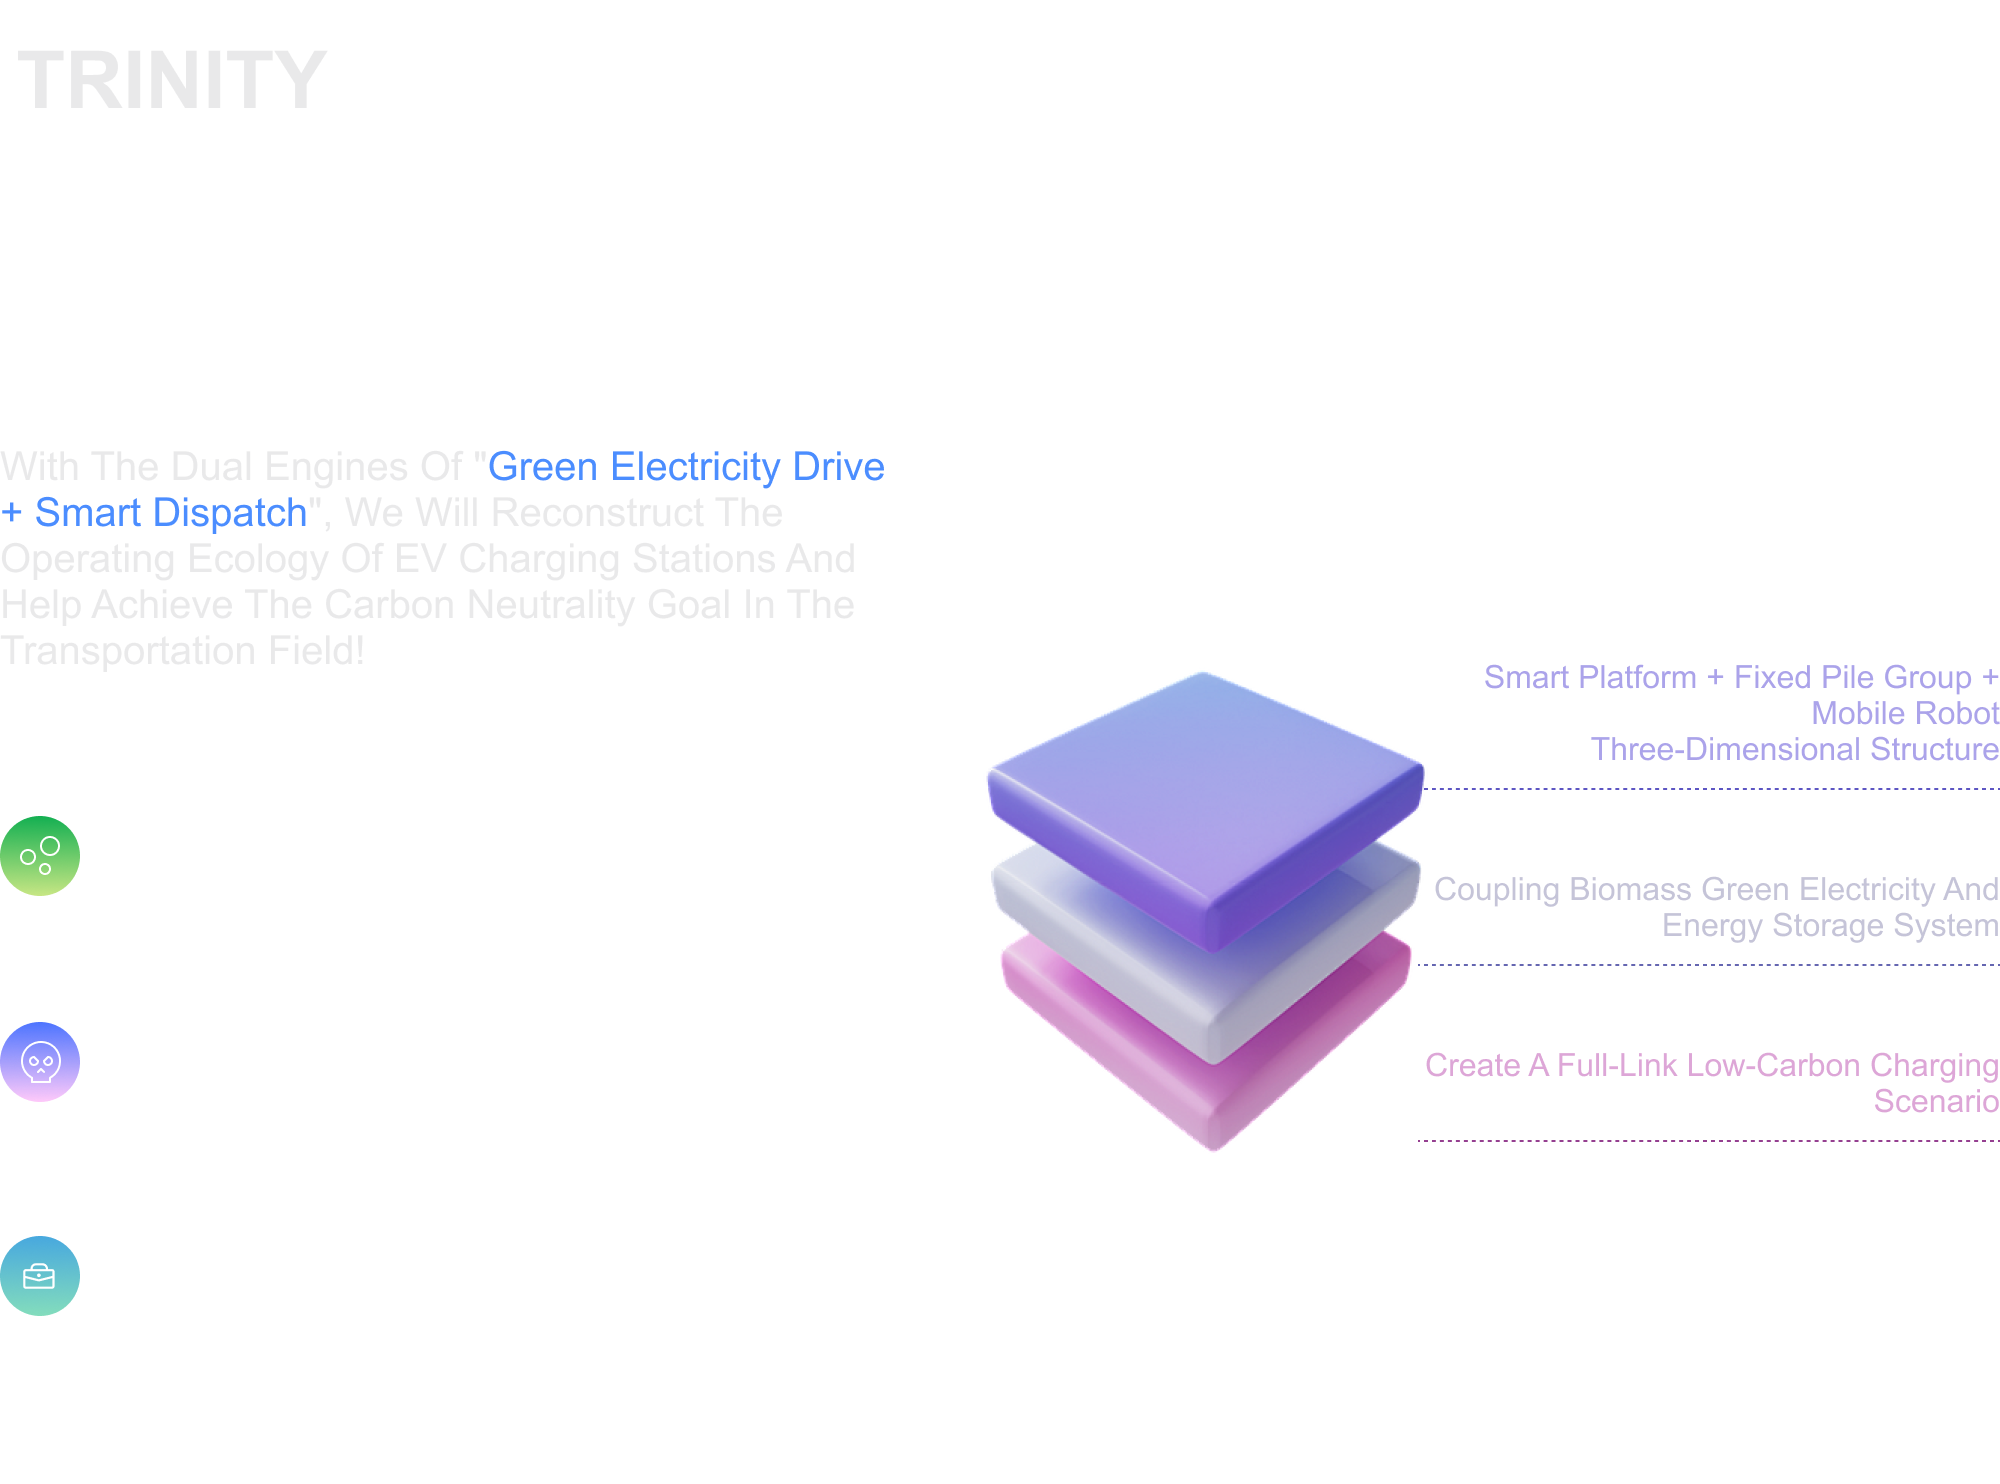 TRINITY
With The Dual Engines Of "Green Electricity Drive
+ Smart Dispatch", We Will Reconstruct The
Operating Ecology Of EV Charging Stations And
Help Achieve The Carbon Neutrality Goal In The
Transportation Field!
Smart Platform + Fixed Pile Group +
Mobile Robot
Three-Dimensional Structure
Coupling Biomass Green Electricity And
Energy Storage System
Create A Full-Link Low-Carbon Charging
Scenario